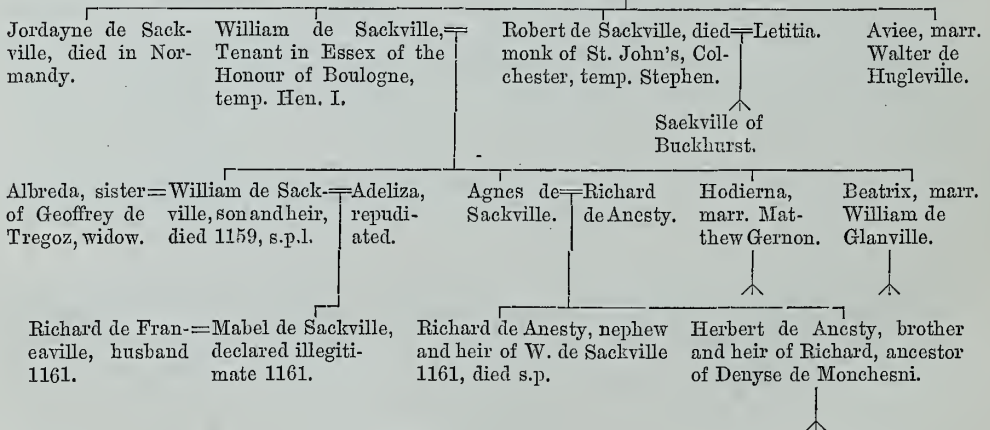 Jordayne de Sack-
ville, died in Nor-
mandy.
William de Sackville,
Tenant in Essex of the
Honour of Boulogne,
temp. Hen. I.
Robert de Sackville, died
monk of St. John's, Col-
chester, temp. Stephen.
Letitia.
Aviee, marr.
Walter de
Hugleville.
Saekville of
Buckhurst.
Albreda, sister
of Geoffrey de
Tregoz, widow.
William de Sack-
ville, son and heir,
died 1159, s.p.l.
Adeliza,
repudi-
ated.
Agnes de
Sackville.
Richard
de Anesty.
Hodierna,
marr. Mat-
thew Gernon.
Beatrix, marr.
William de
Glanville.
Richard de Fran-
eaville, husband
1161.
Mabel de Sackville,
declared illegiti-
mate 1161.
Richard de Anesty, nephew
and heir of W. de Sackville
1161, died s.p.
Herbert de Anesty, brother
and heir of Richard, ancestor
of Denyse de Monchesni.